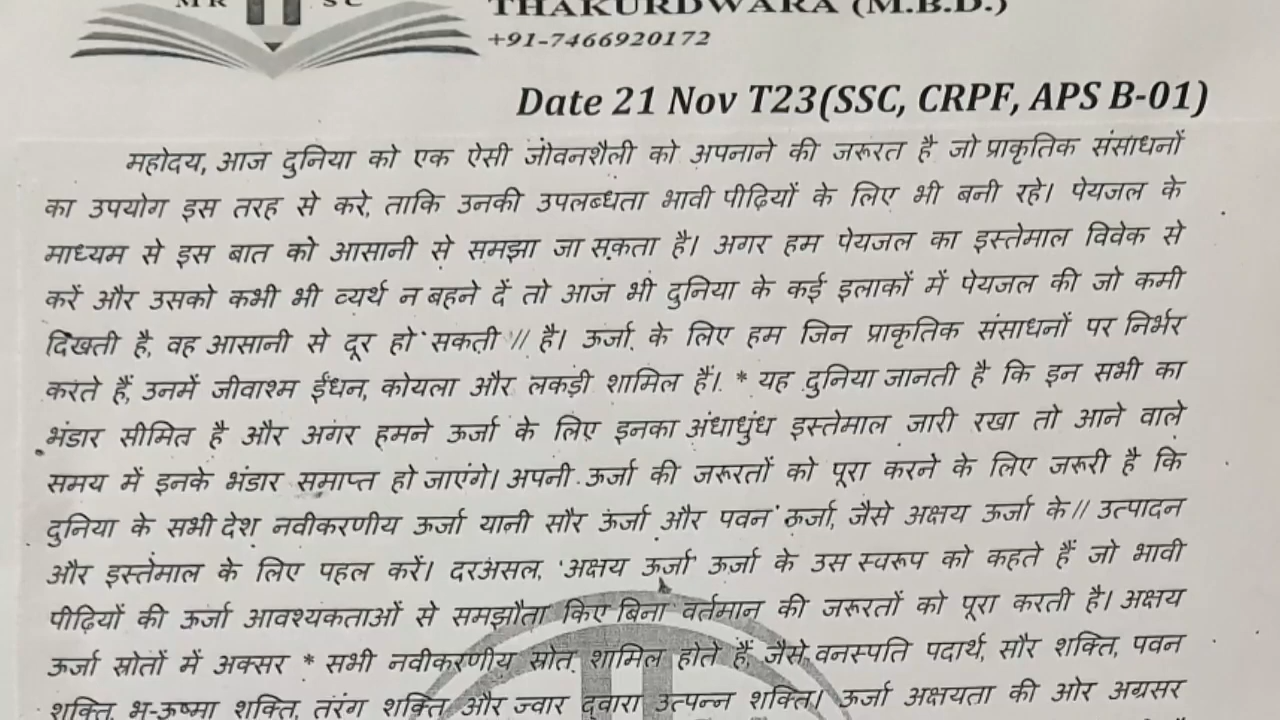 MR SC
THAKURDWARA (M.B.D.)
+91-7466920172
Date 21 Nov T23(SSC, CRPF, APS B-01)
महोदय, आज दुनिया को एक ऐसी जीवनशैली को अपनाने की जरूरत है जो प्राकृतिक संसाधनों
का उपयोग इस तरह से करे, ताकि उनकी उपलब्धता भावी पीढ़ियों के लिए भी बनी रहे। पेयजल के
माध्यम से इस बात को आसानी से समझा जा सकता है। अगर हम पेयजल का इस्तेमाल विवेक से
करें और उसको कभी भी व्यर्थ न बहने दें तो आज भी दुनिया के कई इलाकों में पेयजल की जो कमी
दिखती है, वह आसानी से दूर हो सकती // है। ऊर्जा के लिए हम जिन प्राकृतिक संसाधनों पर निर्भर
करते हैं, उनमें जीवाश्म ईंधन, कोयला और लकड़ी शामिल हैं। * यह दुनिया जानती है कि इन सभी का
भंडार सीमित है और अगर हमने ऊर्जा के लिए इनका अंधाधुंध इस्तेमाल जारी रखा तो आने वाले
समय में इनके भंडार समाप्त हो जाएंगे। अपनी ऊर्जा की जरूरतों को पूरा करने के लिए जरूरी है कि
दुनिया के सभी देश नवीकरणीय ऊर्जा यानी सौर ऊर्जा और पवन ऊर्जा, जैसे अक्षय ऊर्जा के // उत्पादन
और इस्तेमाल के लिए पहल करें। दरअसल, 'अक्षय ऊर्जा' ऊर्जा के उस स्वरूप को कहते हैं जो भावी
पीढ़ियों की ऊर्जा आवश्यकताओं से समझौता किए बिना वर्तमान की जरूरतों को पूरा करती है। अक्षय
ऊर्जा स्रोतों में अक्सर * सभी नवीकरणीय स्रोत शामिल होते हैं, जैसे वनस्पति पदार्थ, सौर शक्ति, पवन
शक्ति, भू-ऊष्मा शक्ति, तरंग शक्ति और ज्वार द्वारा उत्पन्न शक्ति। ऊर्जा अक्षयता की ओर अग्रसर